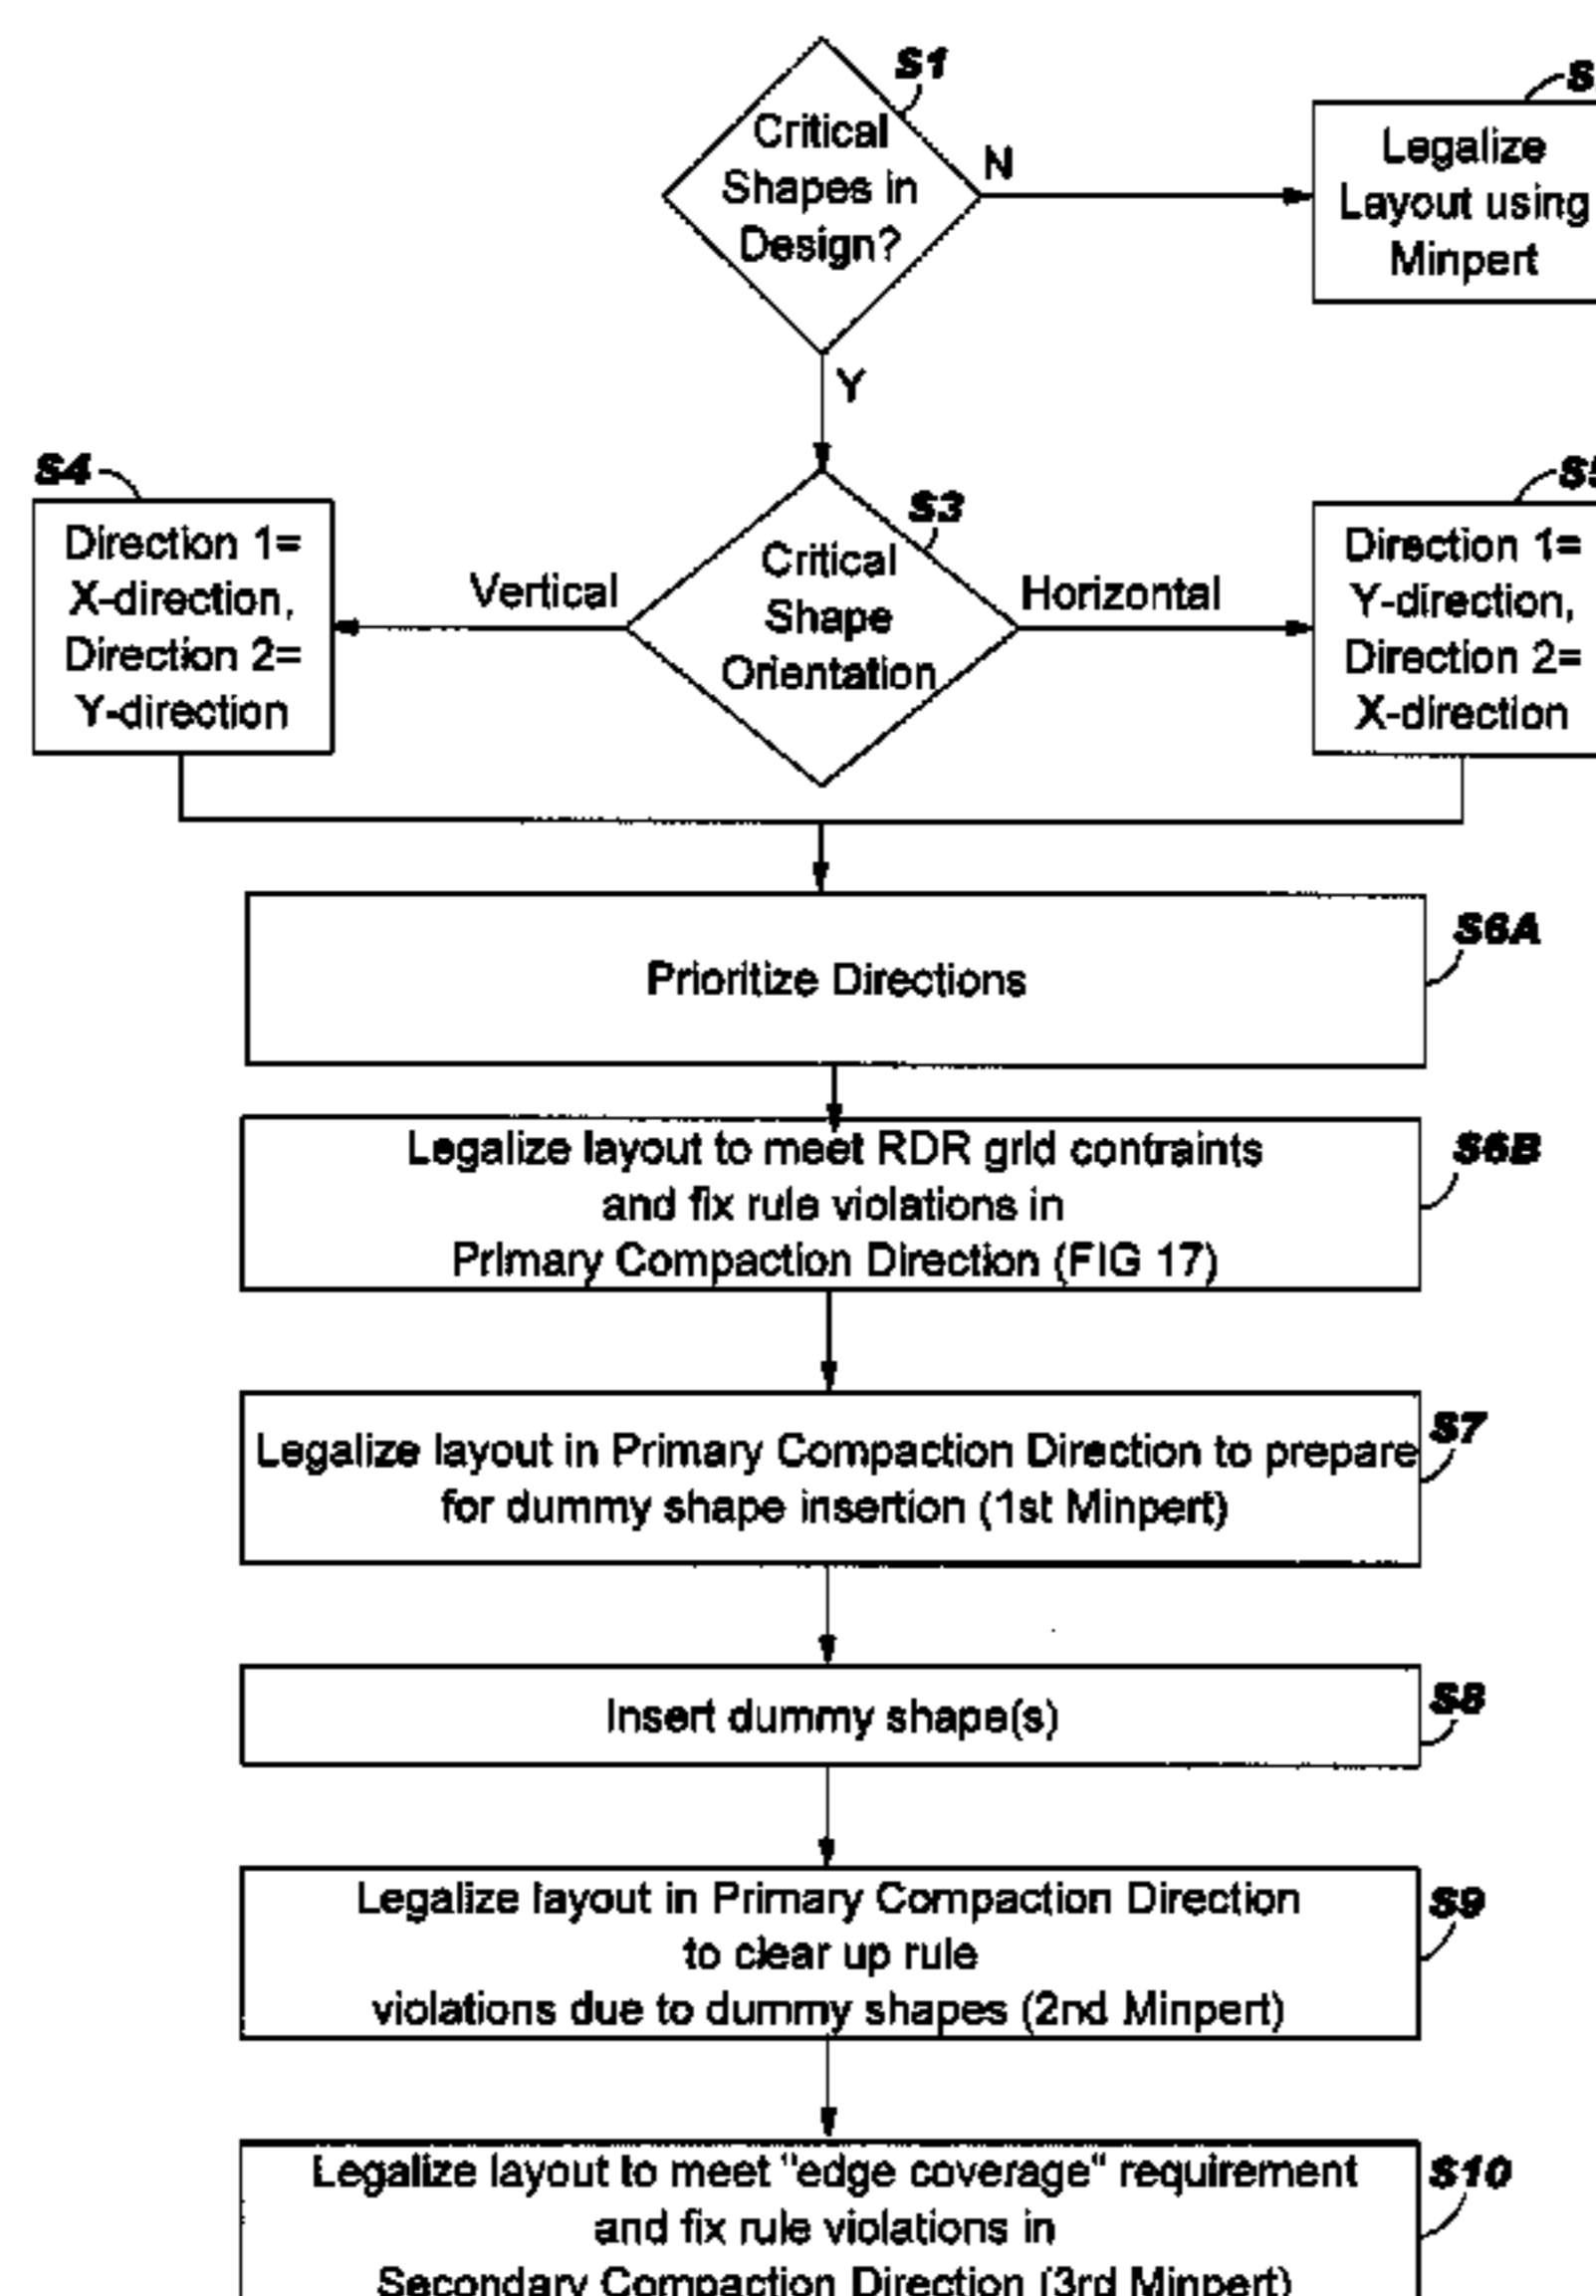 S1
Critical
Shapes in
Design?
N
S
Legalize
Layout using
Minpert
Y
S4
Direction 1=
X-direction,
Direction 2=
Y-direction
Vertical
S3
Critical
Shape
Orientation
Horizontal
S5
Direction 1=
Y-direction,
Direction 2=
X-direction
Prioritize Directions
S6A
Legalize layout to meet RDR grid contraints
and fix rule violations in
Primary Compaction Direction (FIG 17)
S6B
Legalize layout in Primary Compaction Direction to prepare
for dummy shape insertion (1st Minpert)
S7
Insert dummy shape(s)
S8
Legalize layout in Primary Compaction Direction
to clear up rule
violations due to dummy shapes (2nd Minpert)
S9
Legalize layout to meet "edge coverage" requirement
and fix rule violations in
Secondary Compaction Direction (3rd Minpert)
S10